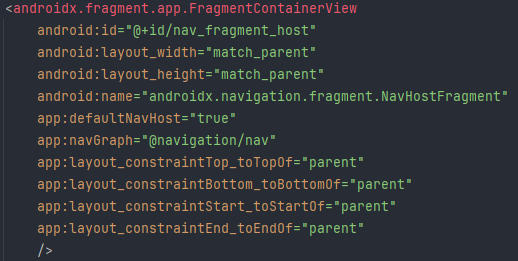 <androidx.fragment.app.FragmentContainerView
android:id="@+id/nav_fragment_host"
android:layout_width="match_parent"
android:layout_height="match_parent"
android:name="androidx.navigation.fragment.NavHostFragment"
app:defaultNavHost="true"
app:navGraph="@navigation/nav"
app:layout_constraintTop_toTopOf="parent"
app:layout_constraintBottom_toBottomOf="parent"
app:layout_constraintStart_toStartOf="parent"
app:layout_constraintEnd_toEndOf="parent"
/>